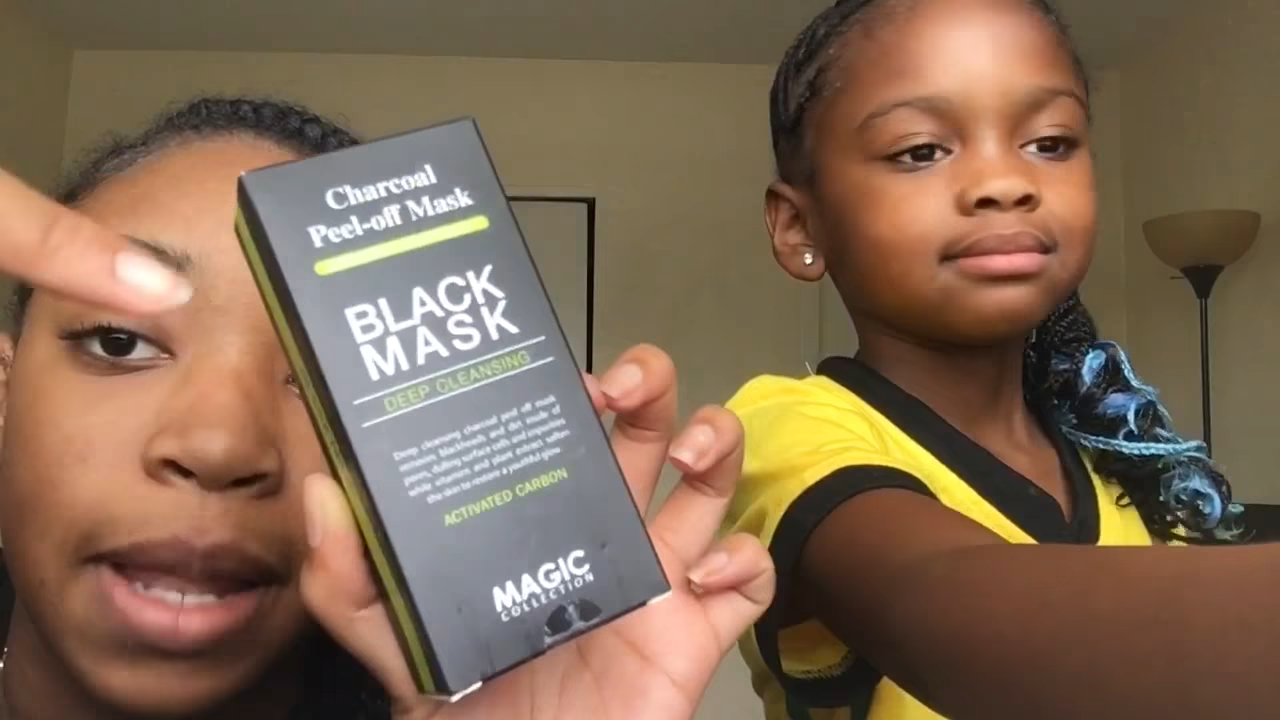 Charcoal
Peel-off Mask
BLACK
MASK
DEEP CLEANSING
Deep cleansing charcoal peel off mask
removes blackheads and dirt inside of
pores, dulling surface cells and impurities
while vitamins and plant extract soften
the skin to restore a youthful glow.
ACTIVATED CARBON
MAGIC
COLLECTION